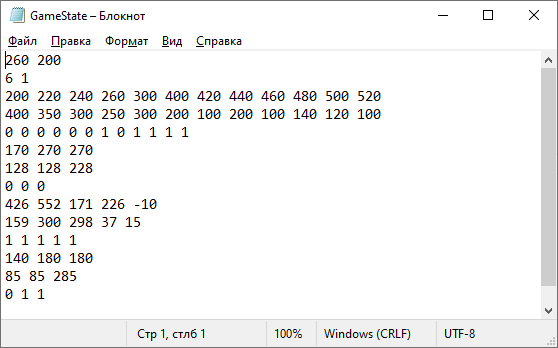 GameState – Блокнот
Файл Правка Формат Вид Справка
260 200
6 1
200 220 240 260 300 400 420 440 460 480 500 520
400 350 300 250 300 200 100 200 100 140 120 100
0 0 0 0 0 0 1 0 1 1 1 1
170 270 270
128 128 228
0 0 0
426 552 171 226 -10
159 300 298 37 15
1 1 1 1 1
140 180 180
85 85 285
0 1 1
Стр 1, стлб 1 100% Windows (CRLF) UTF-8